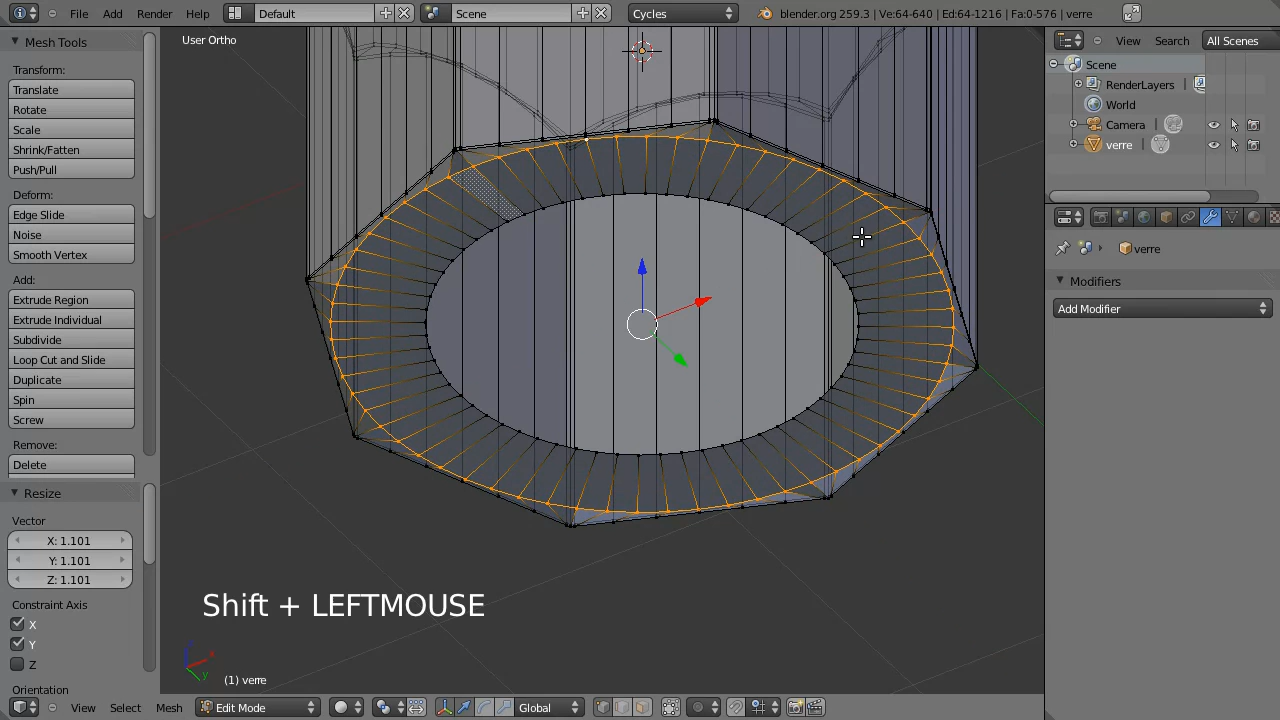 File Add Render Help Default Scene Cycles blender.org 259.3 | Ve:64-640 | Ed:64-1216 | Fa:0-576 | verre
Mesh Tools
Transform:
Translate
Rotate
Scale
Shrink/Fatten
Push/Pull
Deform:
Edge Slide
Noise
Smooth Vertex
Add:
Extrude Region
Extrude Individual
Subdivide
Loop Cut and Slide
Duplicate
Spin
Screw
Remove:
Delete
Resize
Vector
X: 1.101
Y: 1.101
Z: 1.101
Constraint Axis
X
Y
Z
Orientation
User Ortho
Shift + LEFTMOUSE
x
y
(1) verre
View Select Mesh Edit Mode Global
View Search All Scenes
Scene
RenderLayers |
World
Camera |
verre |
verre
Modifiers
Add Modifier